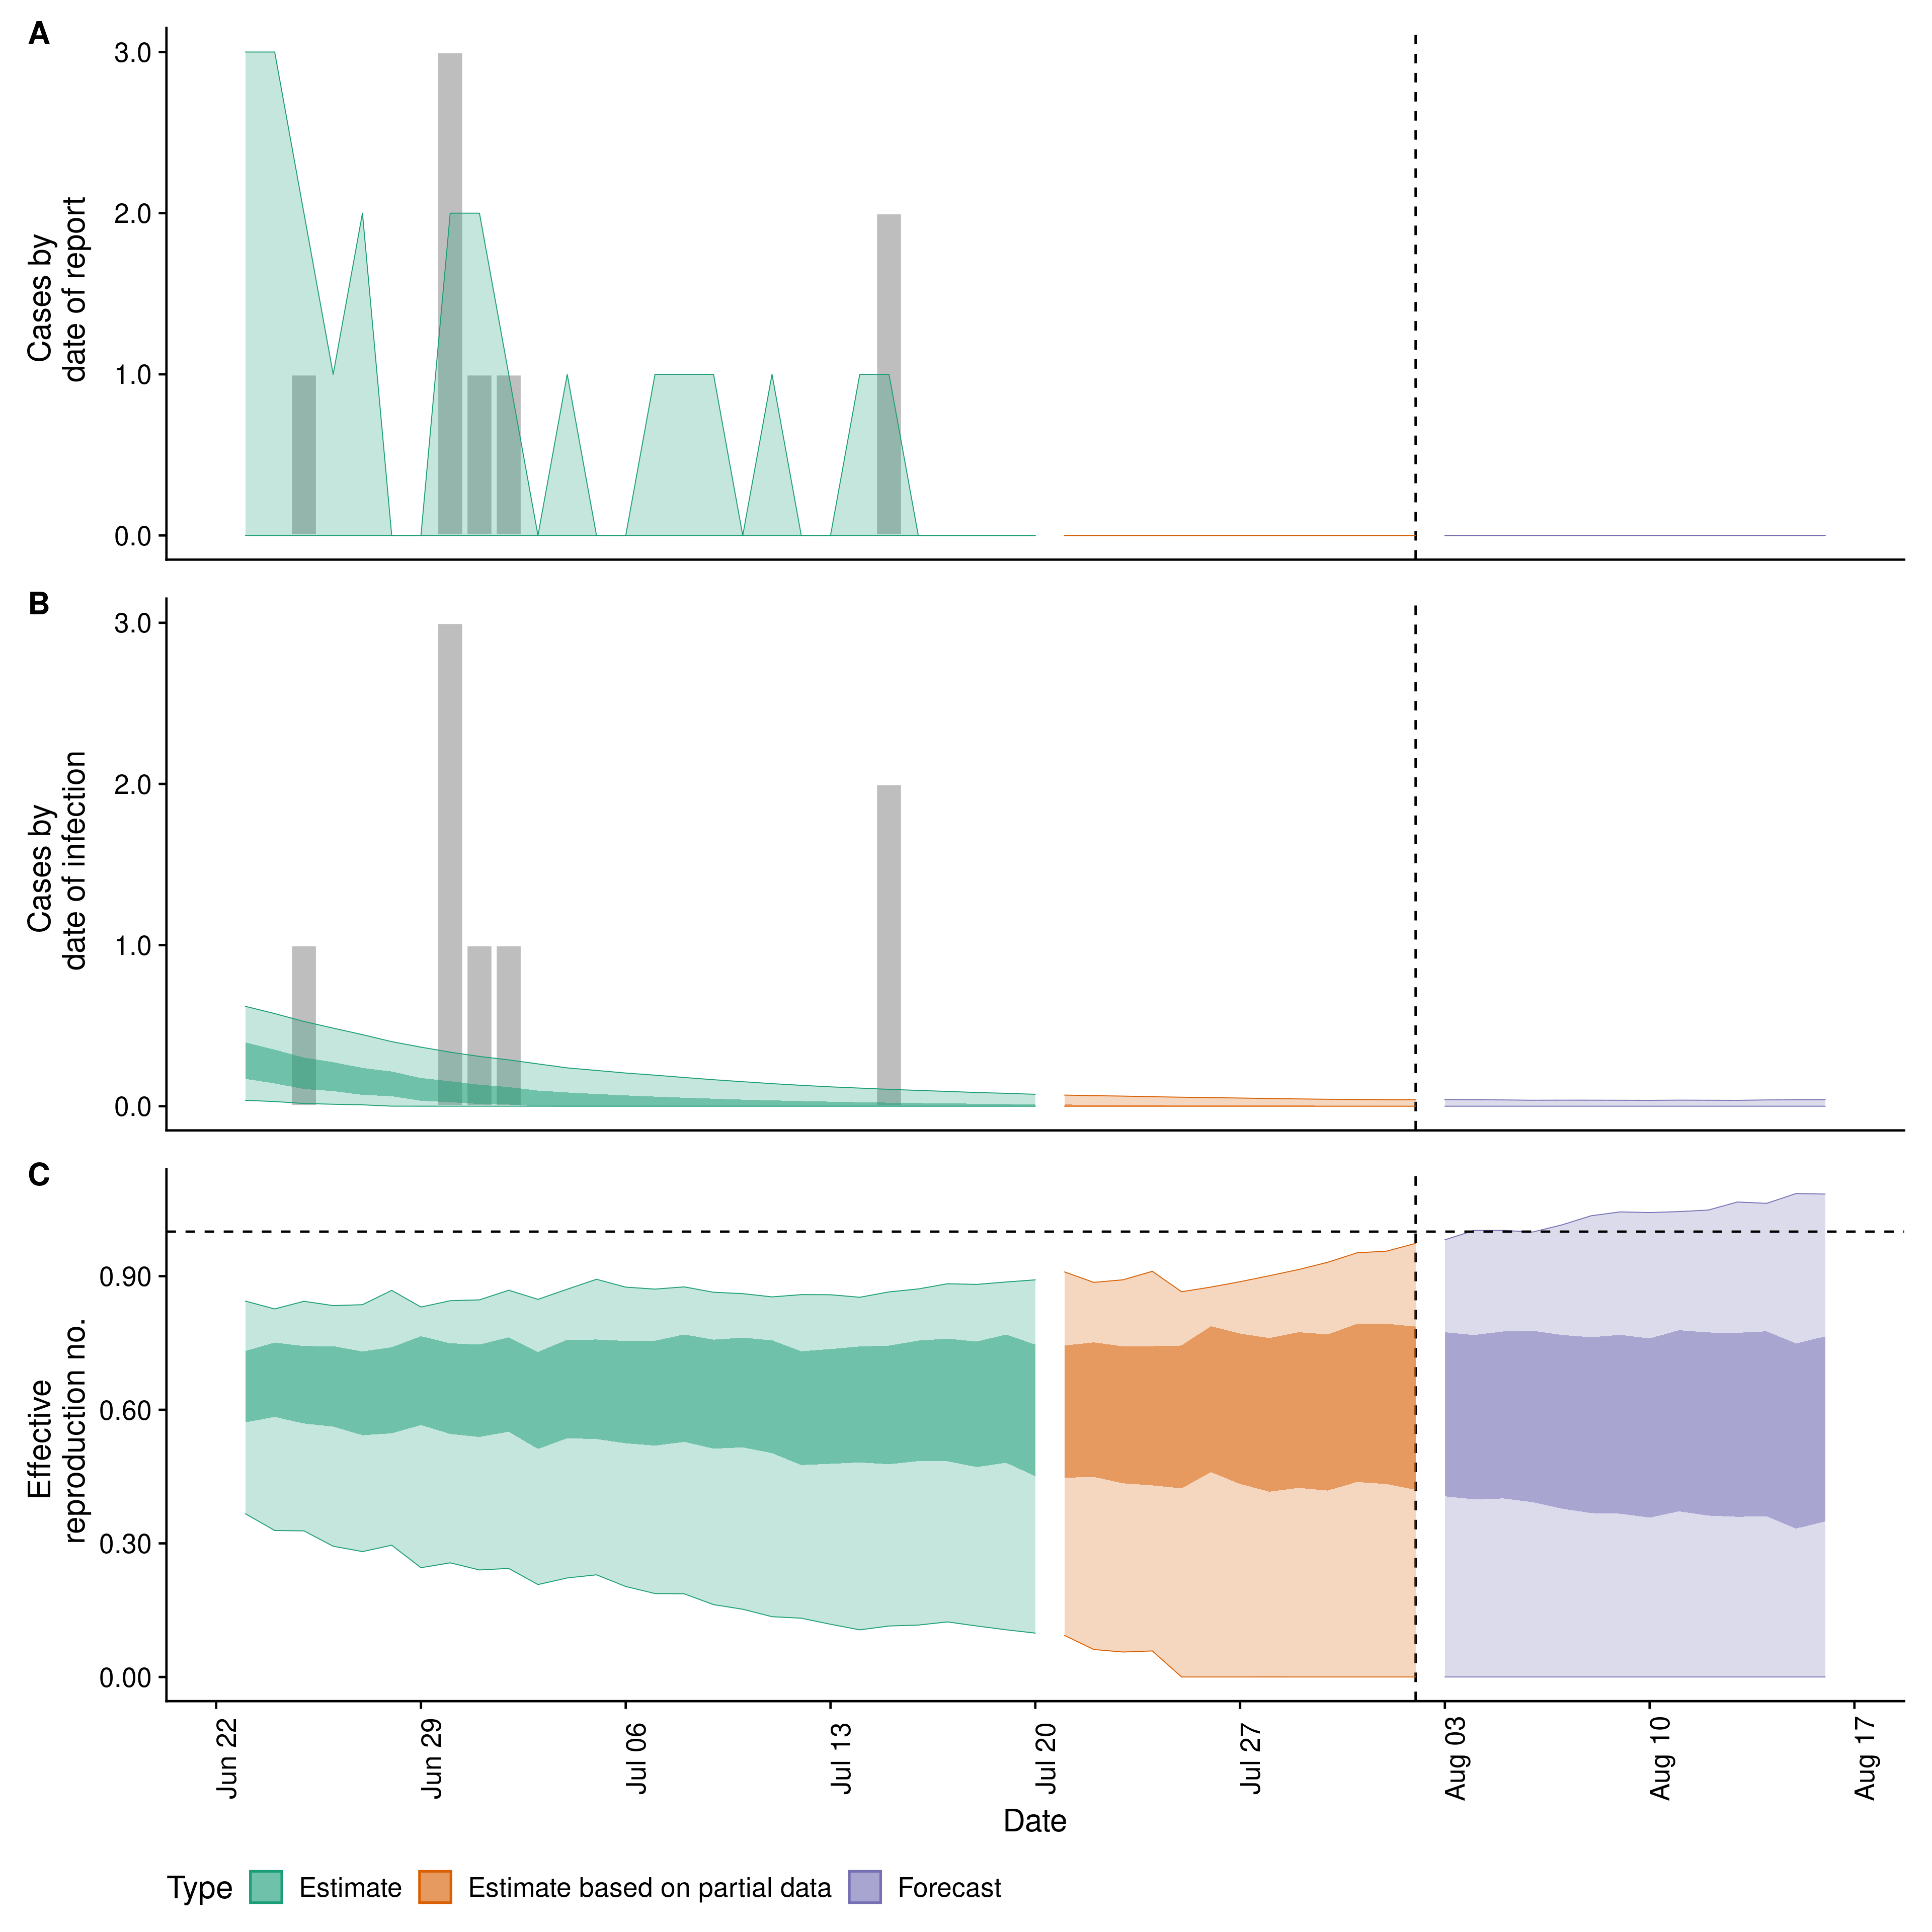 A
Cases by
date of report
3.0
2.0
1.0
0.0
B
Cases by
date of infection
3.0
2.0
1.0
0.0
C
Effective
reproduction no.
0.90
0.60
0.30
0.00
Jun 22
Jun 29
Jul 06
Jul 13
Jul 20
Jul 27
Aug 03
Aug 10
Aug 17
Date
Type Estimate Estimate based on partial data Forecast